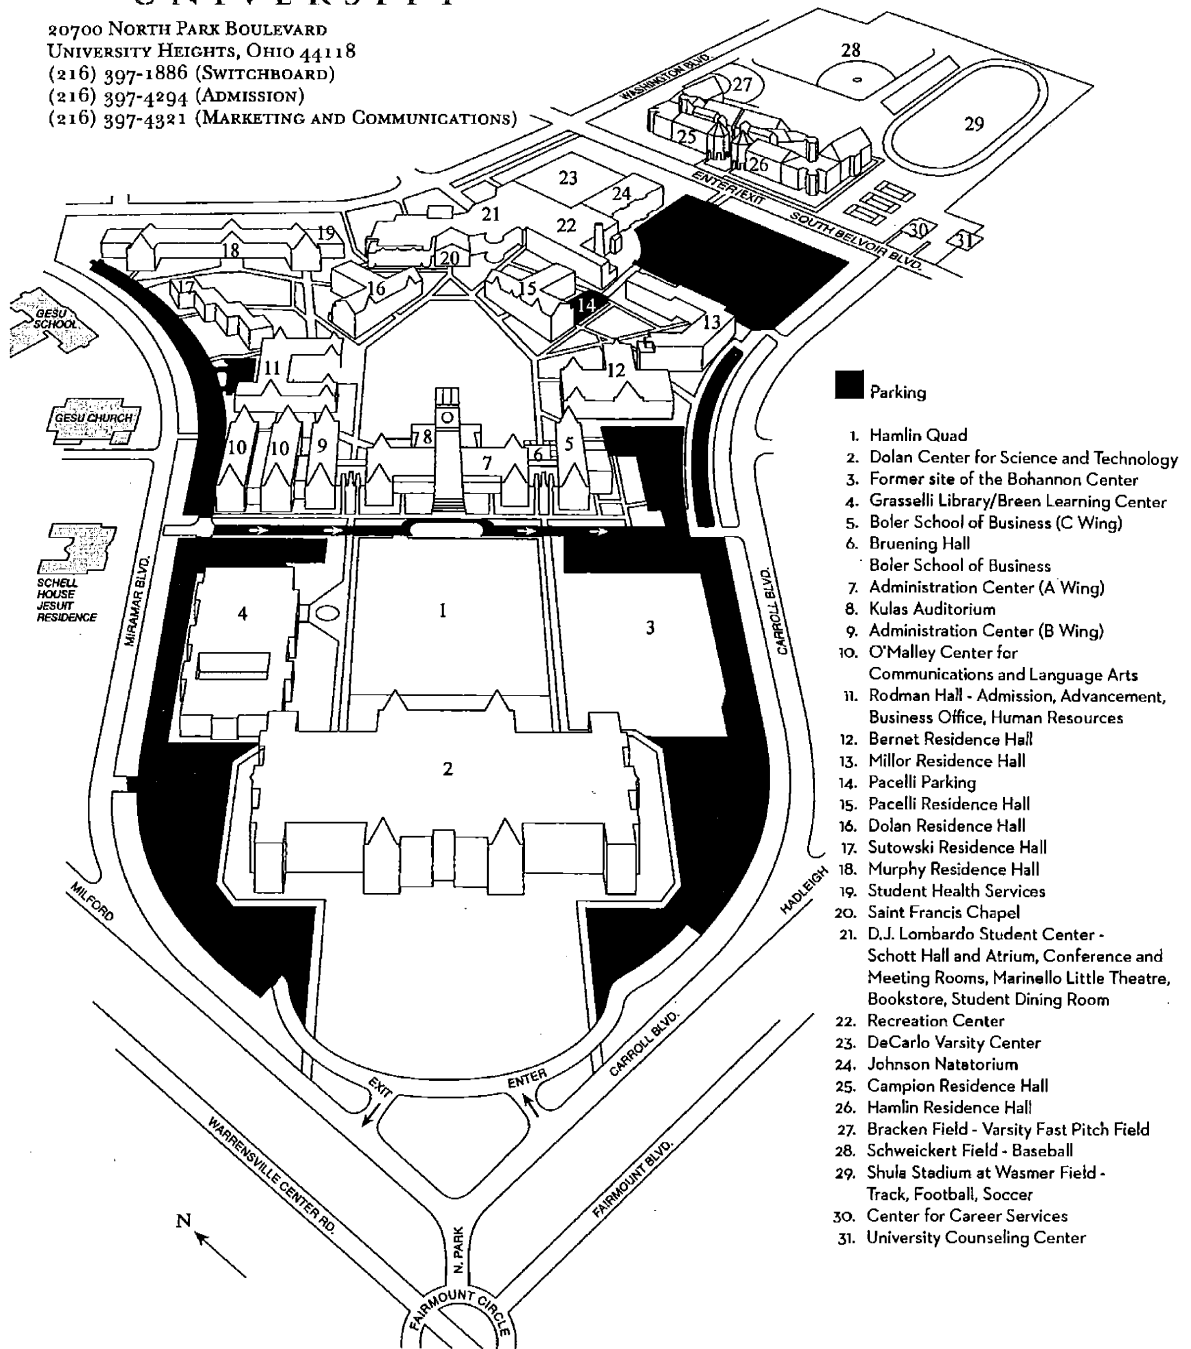 20700 NORTH PARK BOULEVARD
UNIVERSITY HEIGHTS, OHIO 44118
(216) 397-1886 (SWITCHBOARD)
(216) 397-4294 (ADMISSION)
(216) 397-4321 (MARKETING AND COMMUNICATIONS)
WASHINGTON BLVD.
28
27
29
25
26
23
24
ENTER/EXIT
SOUTH BELVOIR BLVD.
21
22
30
31
19
18
20
16
15
14
17
13
GESU
SCHOOL
11
12
GESU CHURCH
10
10
9
8
7
6
5
SCHELL
HOUSE
JESUIT
RESIDENCE
MIRAMAR BLVD.
CARROLL BLVD.
4
1
3
2
MILFORD
HADLEIGH
EXIT
ENTER
CARROLL BLVD.
WARRENSVILLE CENTER RD.
FAIRMOUNT BLVD.
N
N. PARK
FAIRMOUNT CIRCLE
Parking
1. Hamlin Quad
2. Dolan Center for Science and Technology
3. Former site of the Bohannon Center
4. Grasselli Library/Breen Learning Center
5. Boler School of Business (C Wing)
6. Bruening Hall
Boler School of Business
7. Administration Center (A Wing)
8. Kulas Auditorium
9. Administration Center (B Wing)
10. O'Malley Center for
Communications and Language Arts
11. Rodman Hall - Admission, Advancement,
Business Office, Human Resources
12. Bernet Residence Hall
13. Millor Residence Hall
14. Pacelli Parking
15. Pacelli Residence Hall
16. Dolan Residence Hall
17. Sutowski Residence Hall
18. Murphy Residence Hall
19. Student Health Services
20. Saint Francis Chapel
21. D.J. Lombardo Student Center -
Schott Hall and Atrium, Conference and
Meeting Rooms, Marinello Little Theatre,
Bookstore, Student Dining Room
22. Recreation Center
23. DeCarlo Varsity Center
24. Johnson Natatorium
25. Campion Residence Hall
26. Hamlin Residence Hall
27. Bracken Field - Varsity Fast Pitch Field
28. Schweickert Field - Baseball
29. Shula Stadium at Wasmer Field -
Track, Football, Soccer
30. Center for Career Services
31. University Counseling Center